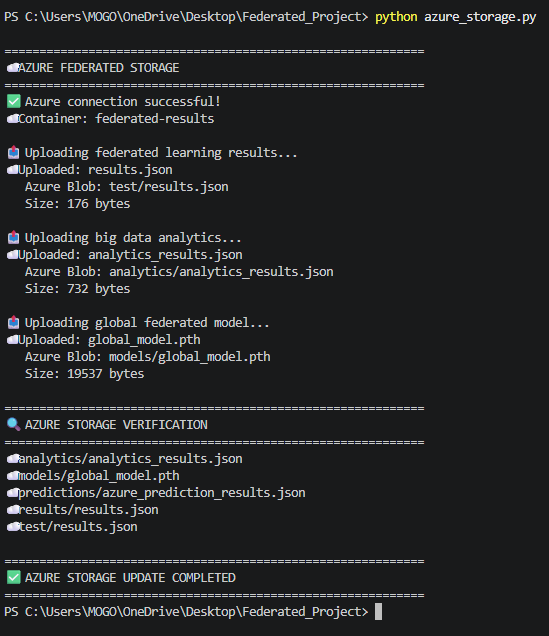 PS C:\Users\MOGO\OneDrive\Desktop\Federated_Project> python azure_storage.py
============================================================
☁️AZURE FEDERATED STORAGE
============================================================
✅ Azure connection successful!
☁️Container: federated-results
📤 Uploading federated learning results...
☁️Uploaded: results.json
Azure Blob: test/results.json
Size: 176 bytes
📤 Uploading big data analytics...
☁️Uploaded: analytics_results.json
Azure Blob: analytics/analytics_results.json
Size: 732 bytes
📤 Uploading global federated model...
☁️Uploaded: global_model.pth
Azure Blob: models/global_model.pth
Size: 19537 bytes
============================================================
🔍 AZURE STORAGE VERIFICATION
============================================================
☁️analytics/analytics_results.json
☁️models/global_model.pth
☁️predictions/azure_prediction_results.json
☁️results/results.json
☁️test/results.json
============================================================
✅ AZURE STORAGE UPDATE COMPLETED
============================================================
PS C:\Users\MOGO\OneDrive\Desktop\Federated_Project>